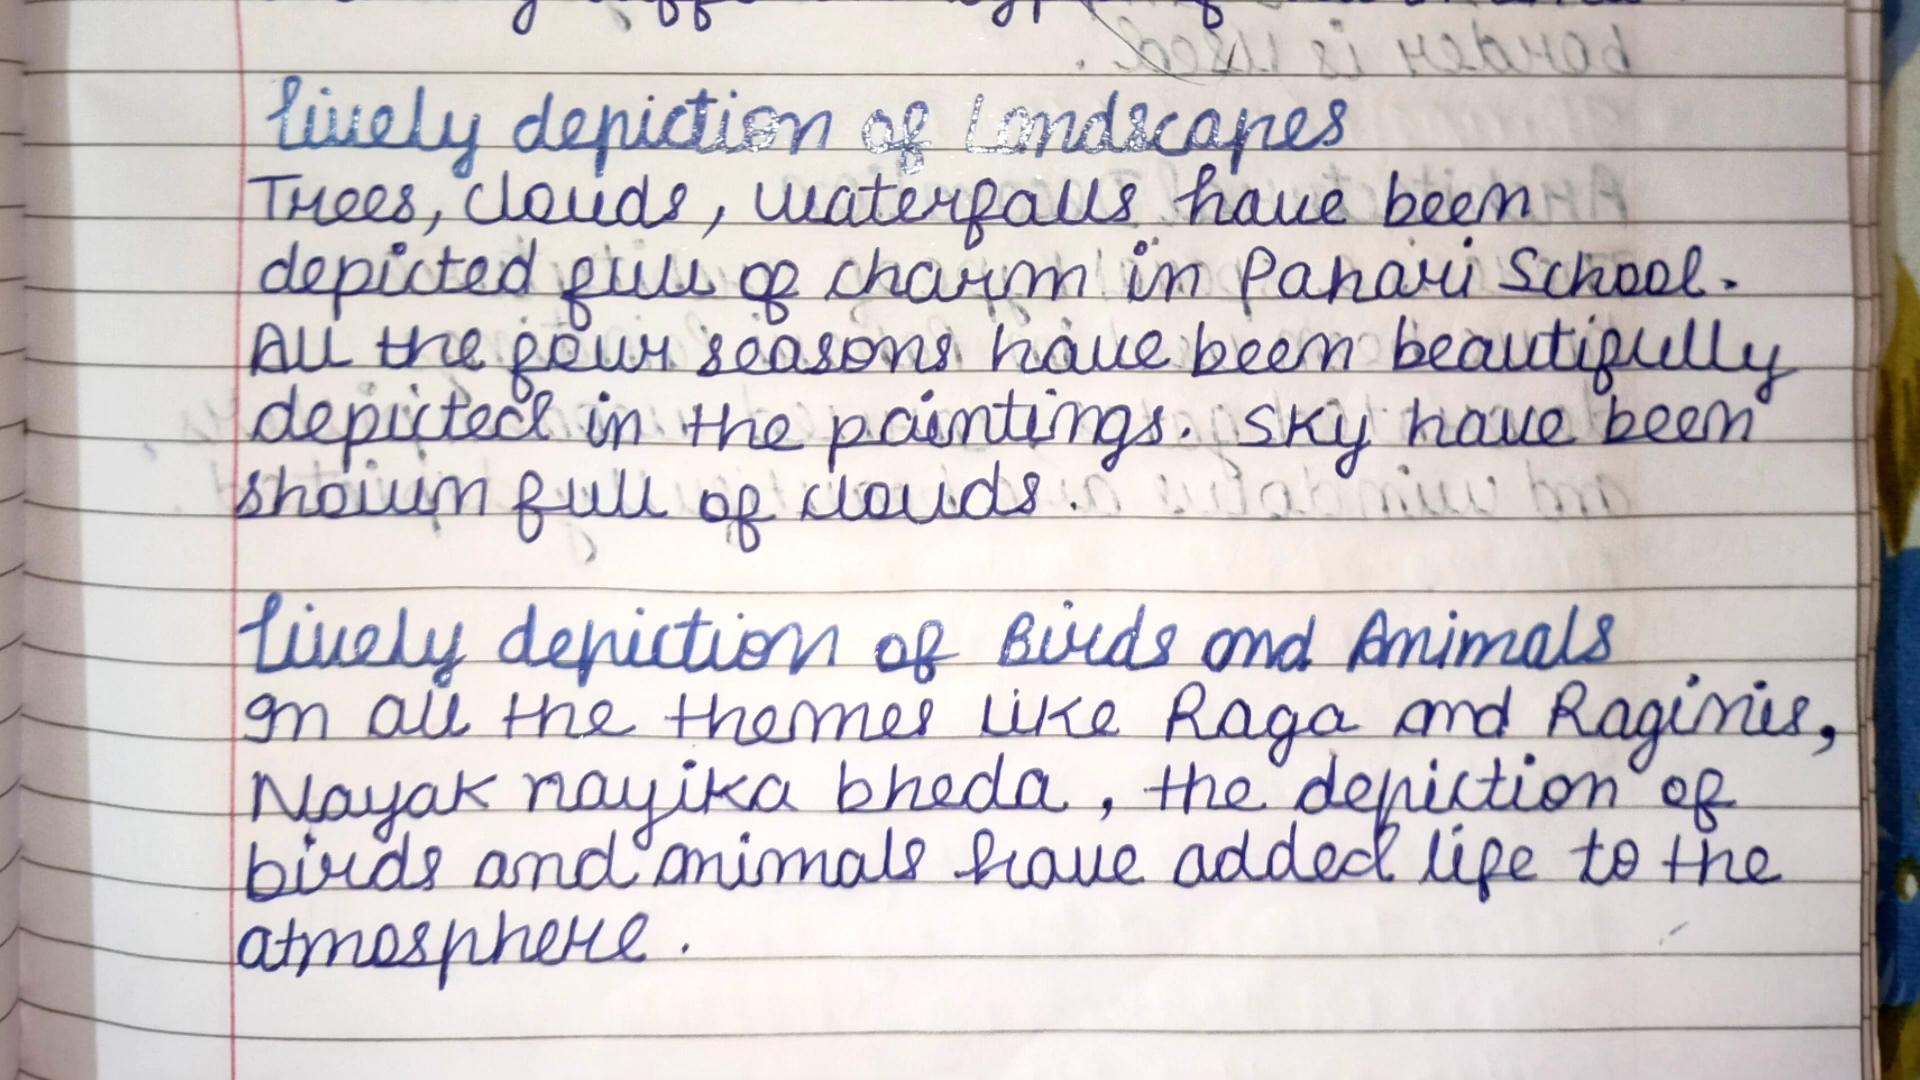 lively depiction of Landscapes
Trees, clouds, waterfalls have been
depicted full of charm in Pahari School.
All the four seasons have been beautifully
depicted in the paintings. Sky have been
shown full of clouds.
lively depiction of Birds and Animals
In all the themes like Raga and Raginis,
Nayak nayika bheda, the depiction of
birds and animals have added life to the
atmosphere.